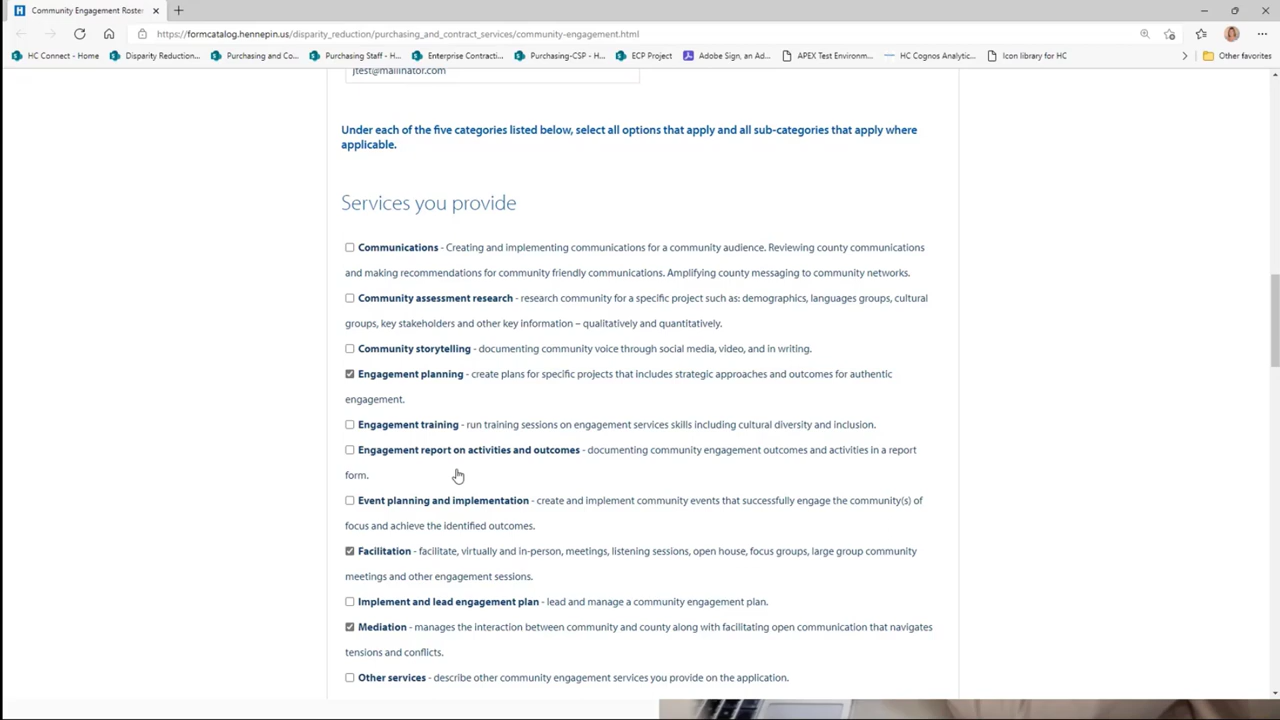 Community Engagement Roster
https://formcatalog.hennepin.us/disparity_reduction/purchasing_and_contract_services/community-engagement.html
HC Connect - Home
Disparity Reduction...
Purchasing and Co...
Purchasing Staff - H...
Enterprise Contracti...
Purchasing-CSP - H...
ECP Project
Adobe Sign, an Ad...
APEX Test Environm...
HC Cognos Analytic...
Icon library for HC
Other favorites
jtest@mailinator.com
Under each of the five categories listed below, select all options that apply and all sub-categories that apply where
applicable.
Services you provide
Communications - Creating and implementing communications for a community audience. Reviewing county communications
and making recommendations for community friendly communications. Amplifying county messaging to community networks.
Community assessment research - research community for a specific project such as: demographics, languages groups, cultural
groups, key stakeholders and other key information – qualitatively and quantitatively.
Community storytelling - documenting community voice through social media, video, and in writing.
Engagement planning - create plans for specific projects that includes strategic approaches and outcomes for authentic
engagement.
Engagement training - run training sessions on engagement services skills including cultural diversity and inclusion.
Engagement report on activities and outcomes - documenting community engagement outcomes and activities in a report
form.
Event planning and implementation - create and implement community events that successfully engage the community(s) of
focus and achieve the identified outcomes.
Facilitation - facilitate, virtually and in-person, meetings, listening sessions, open house, focus groups, large group community
meetings and other engagement sessions.
Implement and lead engagement plan - lead and manage a community engagement plan.
Mediation - manages the interaction between community and county along with facilitating open communication that navigates
tensions and conflicts.
Other services - describe other community engagement services you provide on the application.